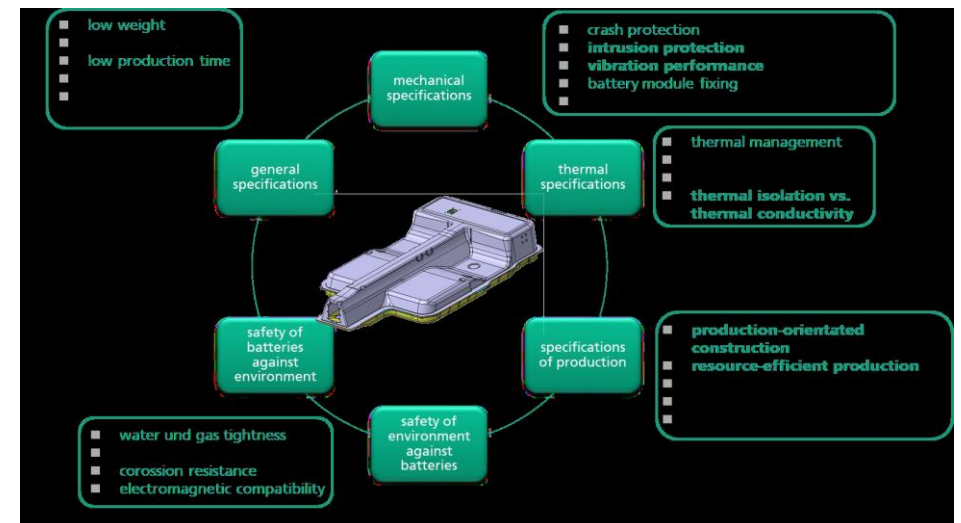 low weight
low production time
crash protection
intrusion protection
vibration performance
battery module fixing
mechanical
specifications
general
specifications
thermal
specifications
thermal management
thermal isolation vs.
thermal conductivity
safety of
batteries
against
environment
specifications
of production
production-orientated
construction
resource-efficient production
safety of
environment
against
batteries
water und gas tightness
corossion resistance
electromagnetic compatibility